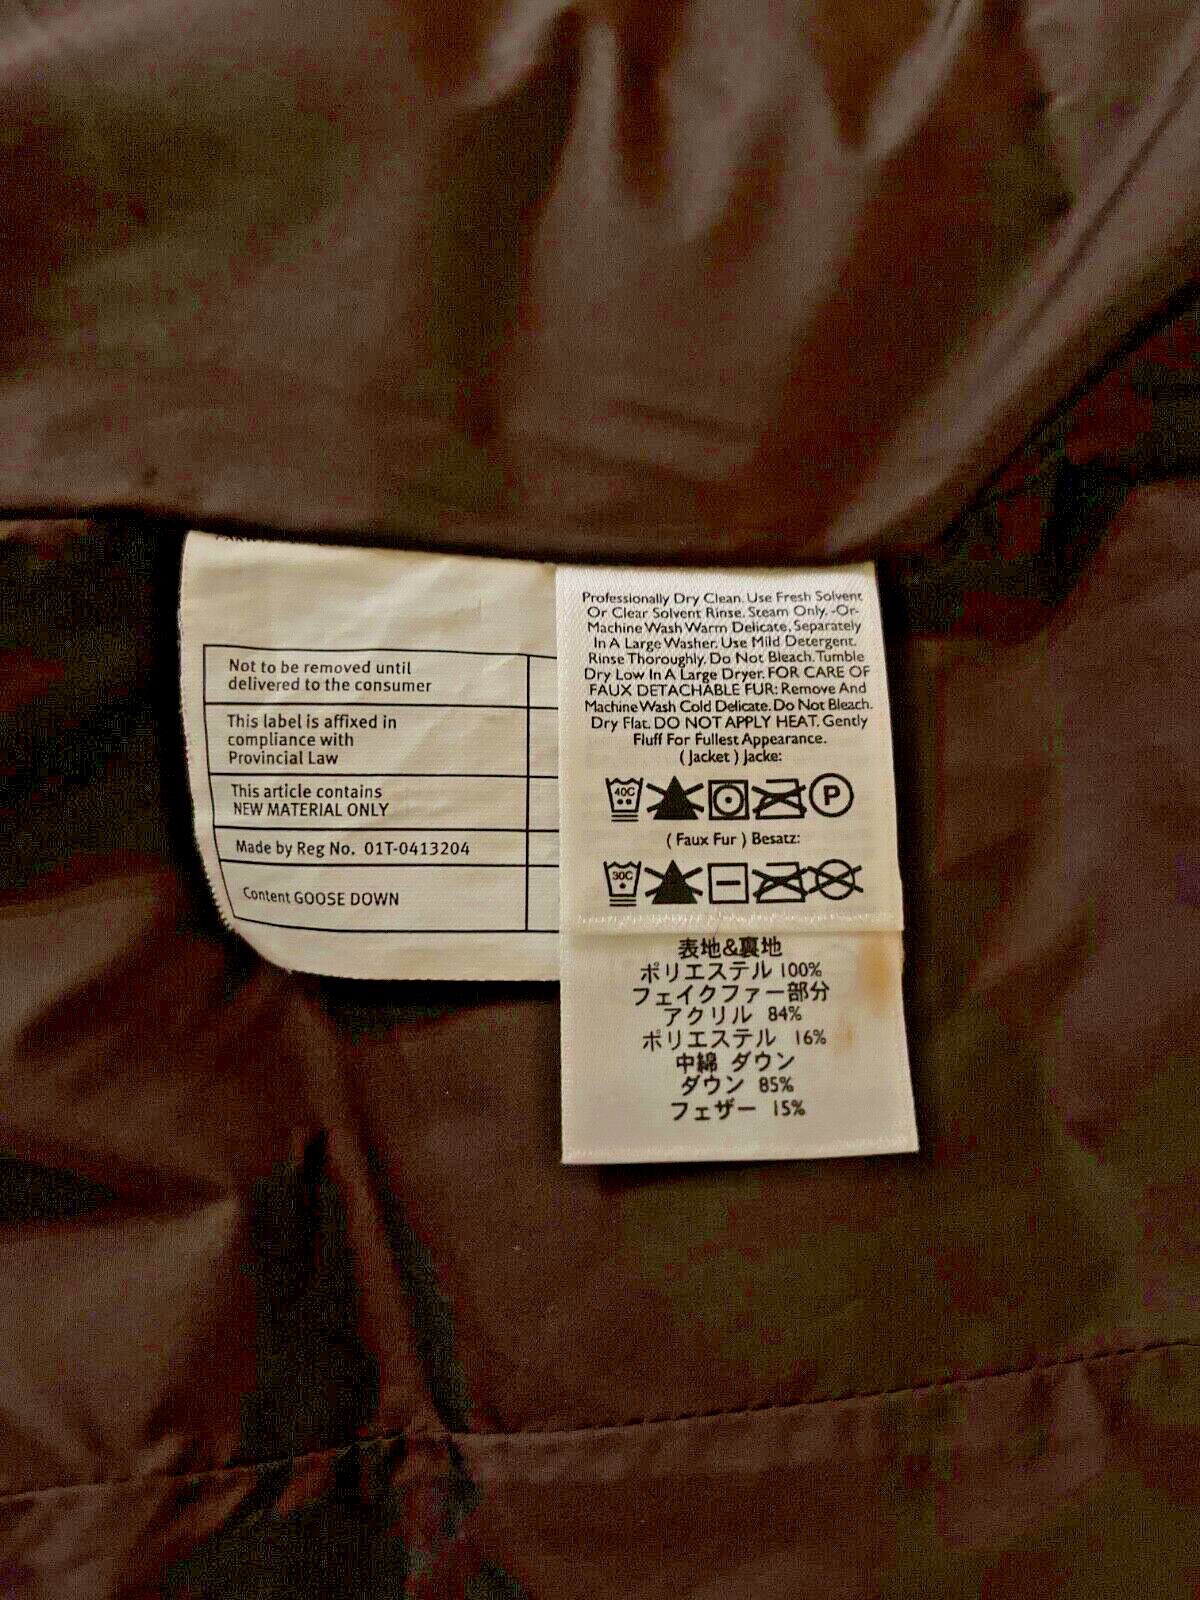 Not to be removed until
delivered to the consumer
This label is affixed in
compliance with
Provincial Law
This article contains
NEW MATERIAL ONLY
Made by Reg No. 01T-0413204
Content GOOSE DOWN
Professionally Dry Clean. Use Fresh Solvent
Or Clear Solvent Rinse. Steam Only. -Or-
Machine Wash Warm Delicate, Separately
In A Large Washer. Use Mild Detergent.
Rinse Thoroughly. Do Not Bleach. Tumble
Dry Low In A Large Dryer. FOR CARE OF
FAUX DETACHABLE FUR: Remove And
Machine Wash Cold Delicate. Do Not Bleach.
Dry Flat. DO NOT APPLY HEAT. Gently
Fluff For Fullest Appearance.
( Jacket ) Jacke:
40C P
( Faux Fur ) Besatz:
30C
表地&裏地
ポリエステル 100%
フェイクファー部分
アクリル 84%
ポリエステル 16%
中綿 ダウン
ダウン 85%
フェザー 15%